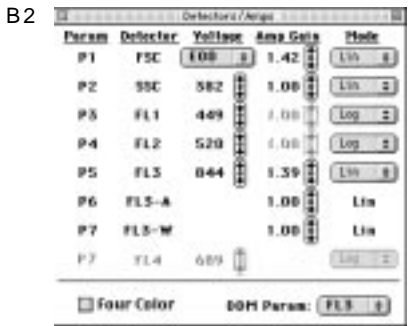 B2
Detectors/Amps
Param Detector Voltage Amp Gain Mode
P1 FSC E00 1.42 Lin
P2 SSC 382 1.00 Lin
P3 FL1 449 1.00 Log
P4 FL2 520 1.00 Log
P5 FL3 844 1.39 Lin
P6 FL3-A 1.00 Lin
P7 FL3-W 1.00 Lin
P7 FL4 689 Log
Four Color DDM Param: FL3